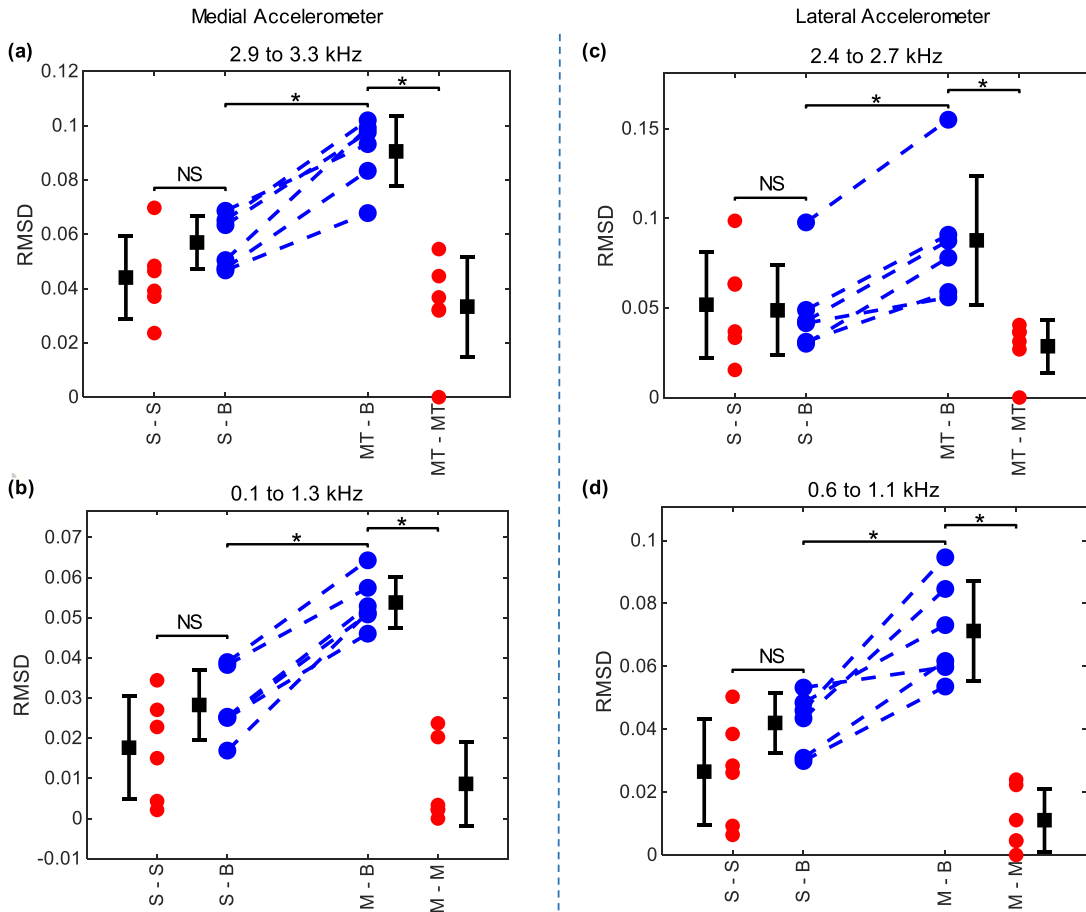 Medial Accelerometer
Lateral Accelerometer
(a)
2.9 to 3.3 kHz
0.12
0.1
0.08
0.06
0.04
0.02
0
RMSD
NS
*
*
S - S
S - B
MT - B
MT - MT
(c)
2.4 to 2.7 kHz
0.15
0.1
0.05
0
RMSD
NS
*
*
S - S
S - B
MT - B
MT - MT
(b)
0.1 to 1.3 kHz
0.07
0.06
0.05
0.04
0.03
0.02
0.01
0
-0.01
RMSD
NS
*
*
S - S
S - B
M - B
M - M
(d)
0.6 to 1.1 kHz
0.1
0.08
0.06
0.04
0.02
0
RMSD
NS
*
*
S - S
S - B
M - B
M - M